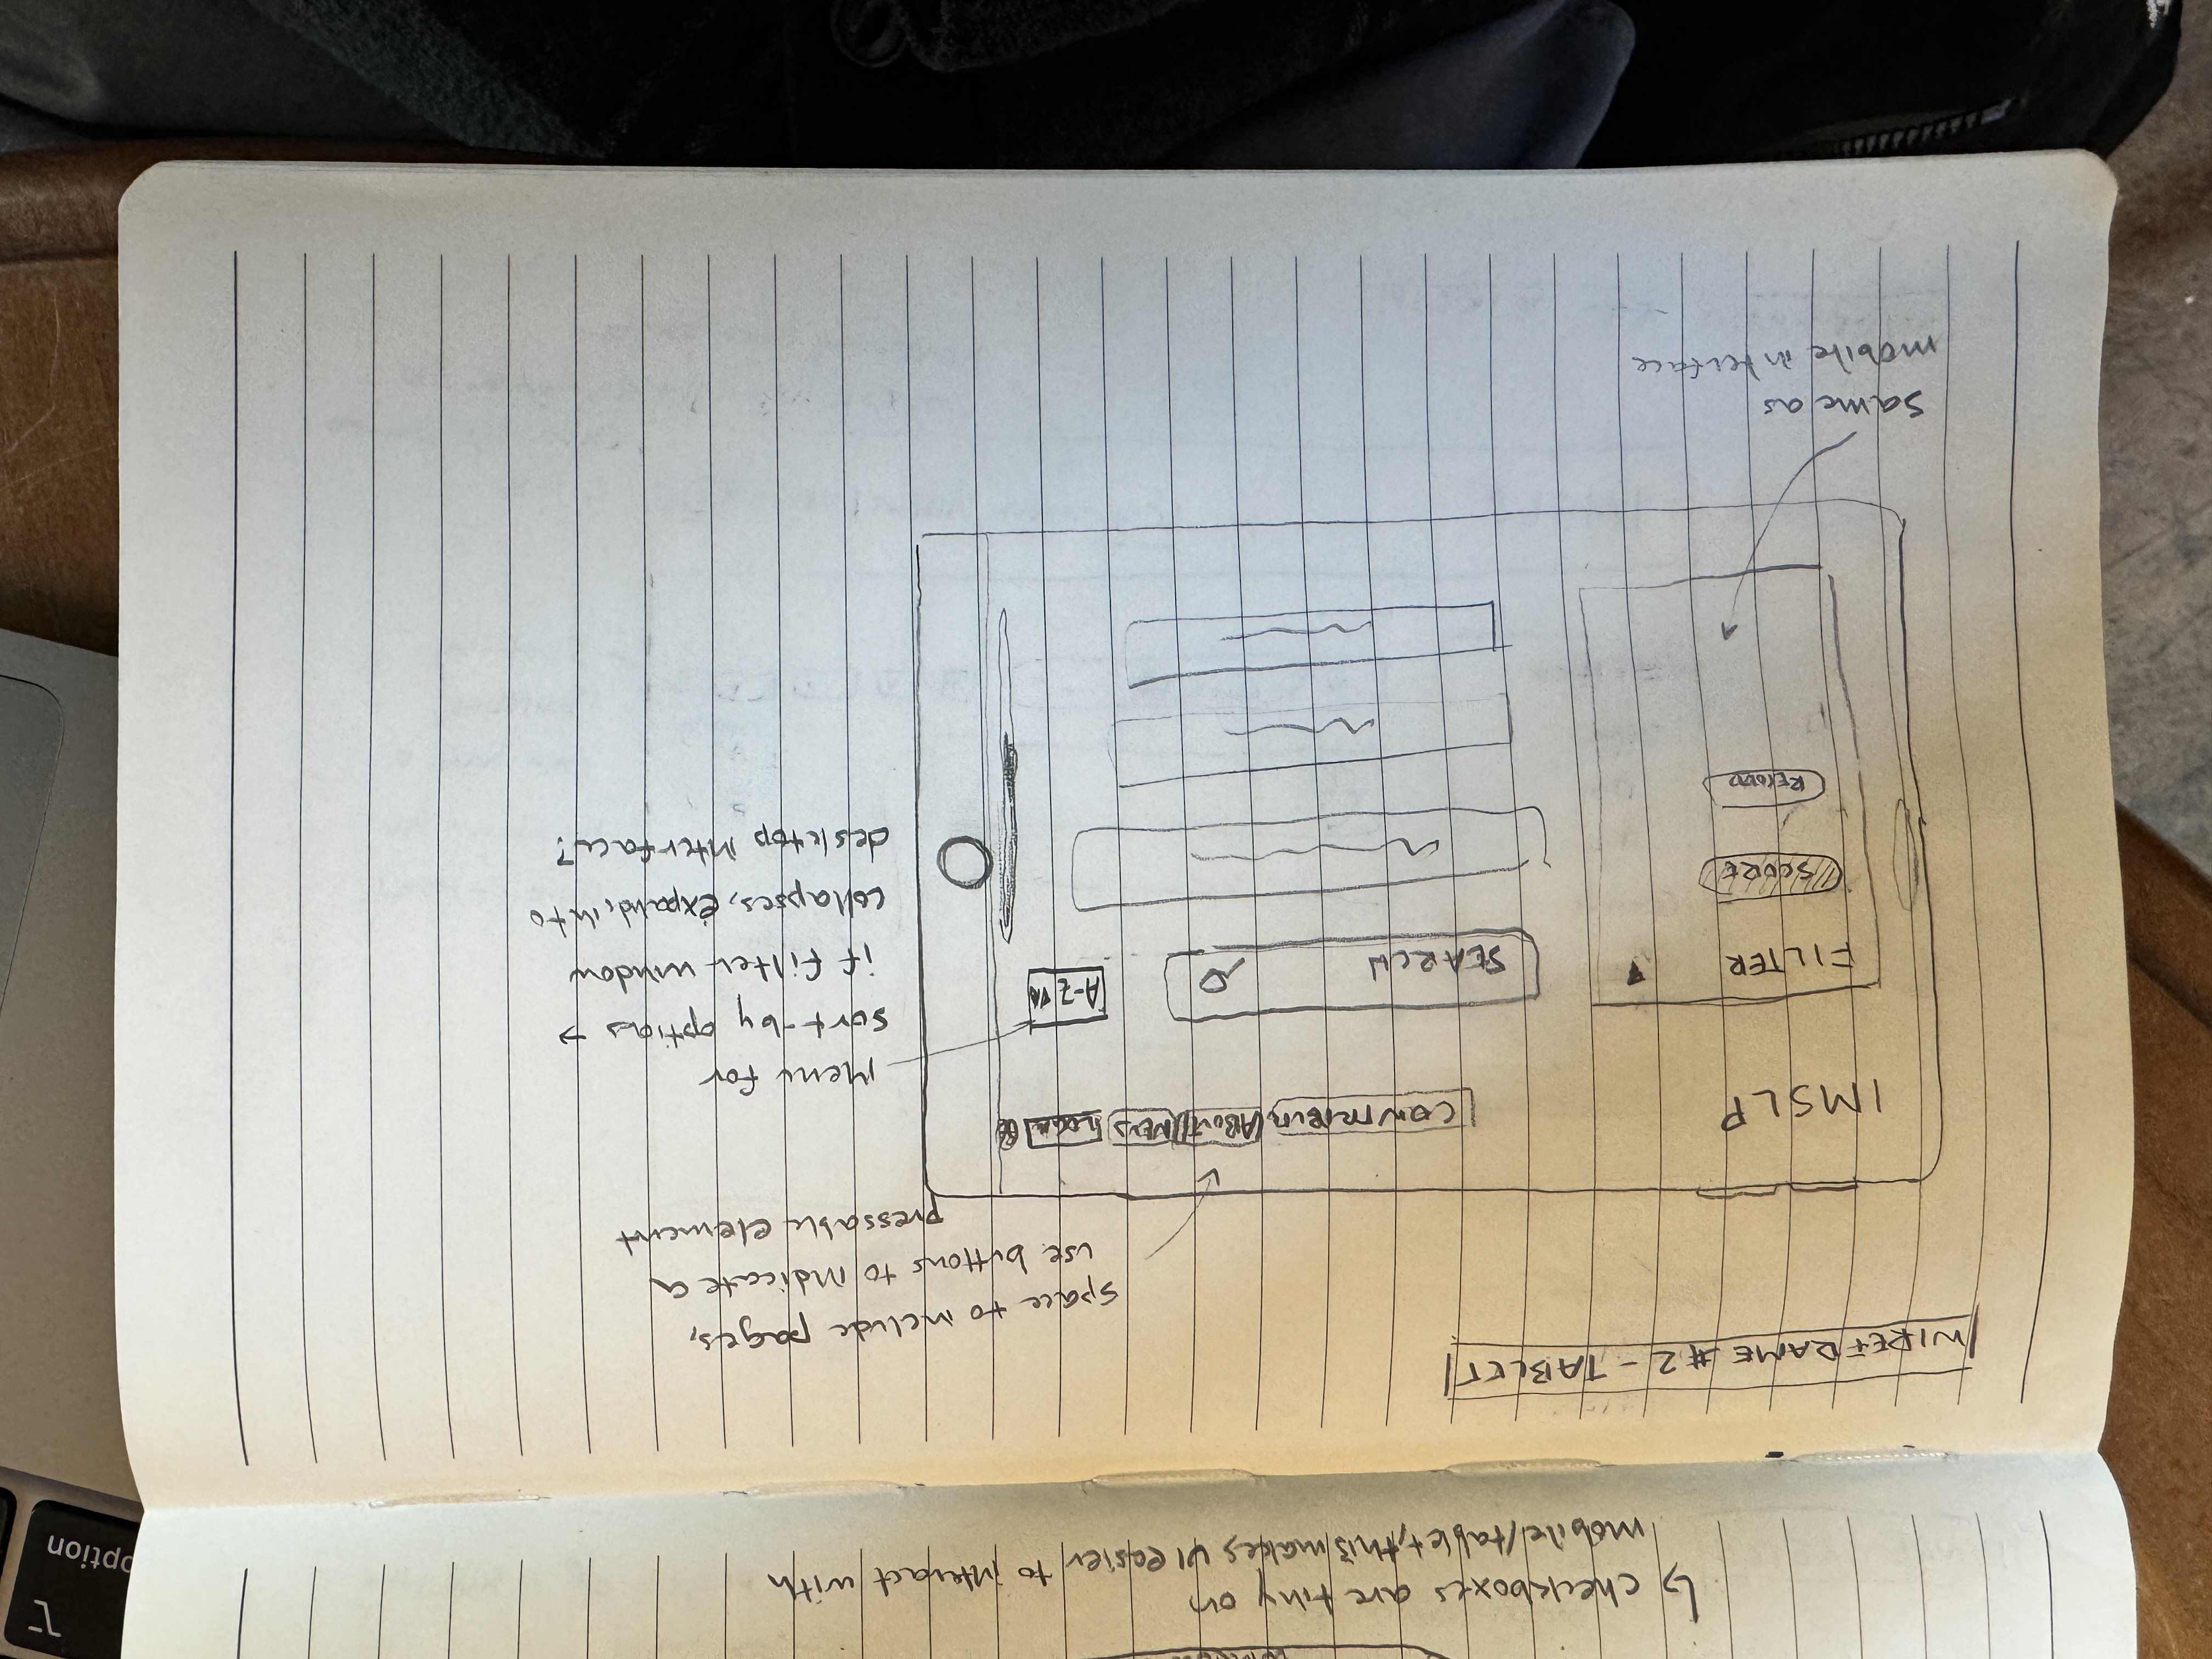 option
↳ checkboxes are tiny on
mobile/tablet, this makes UI easier to interact with
WIREFRAME #2 - TABLET
space to include pages,
use buttons to indicate a
pressable element
IMSLP
CONTRIBUTE ABOUT NEWS LOGIN
Menu for
sort-by options →
if filter window
collapses, expand into
desktop interface?
FILTER ▼
SEARCH
A-Z
SCORE
RECORD
same as
mobile interface